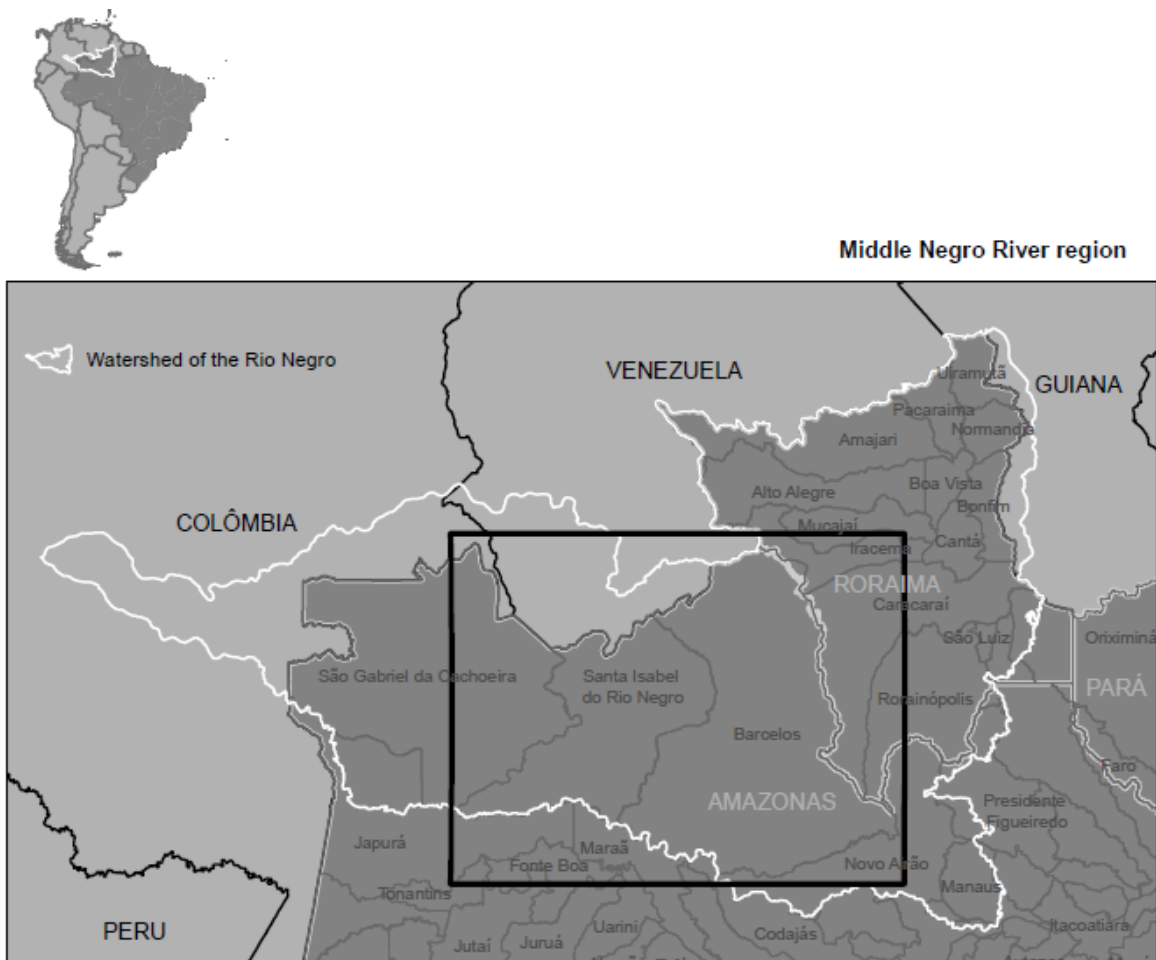 Middle Negro River region
Watershed of the Rio Negro
VENEZUELA
GUIANA
COLÔMBIA
PERU
Uiramutã
Pacaraima
Normandia
Amajari
Alto Alegre
Boa Vista
Bonfim
Mucajaí
Iracema
Cantá
RORAIMA
Caracaraí
São Luiz
Oriximiná
São Gabriel da Cachoeira
Santa Isabel
do Rio Negro
Rorainópolis
PARÁ
Barcelos
Faro
AMAZONAS
Presidente
Figueiredo
Japurá
Maraã
Fonte Boa
Novo Airão
Manaus
Tonantins
Uarini
Itacoatiara
Jutaí
Juruá
Codajás